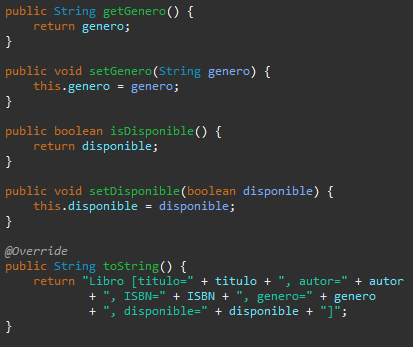 public String getGenero() {
return genero;
}
public void setGenero(String genero) {
this.genero = genero;
}
public boolean isDisponible() {
return disponible;
}
public void setDisponible(boolean disponible) {
this.disponible = disponible;
}
@Override
public String toString() {
return "Libro [titulo=" + titulo + ", autor=" + autor
+ ", ISBN=" + ISBN + ", genero=" + genero
+ ", disponible=" + disponible + "]";
}